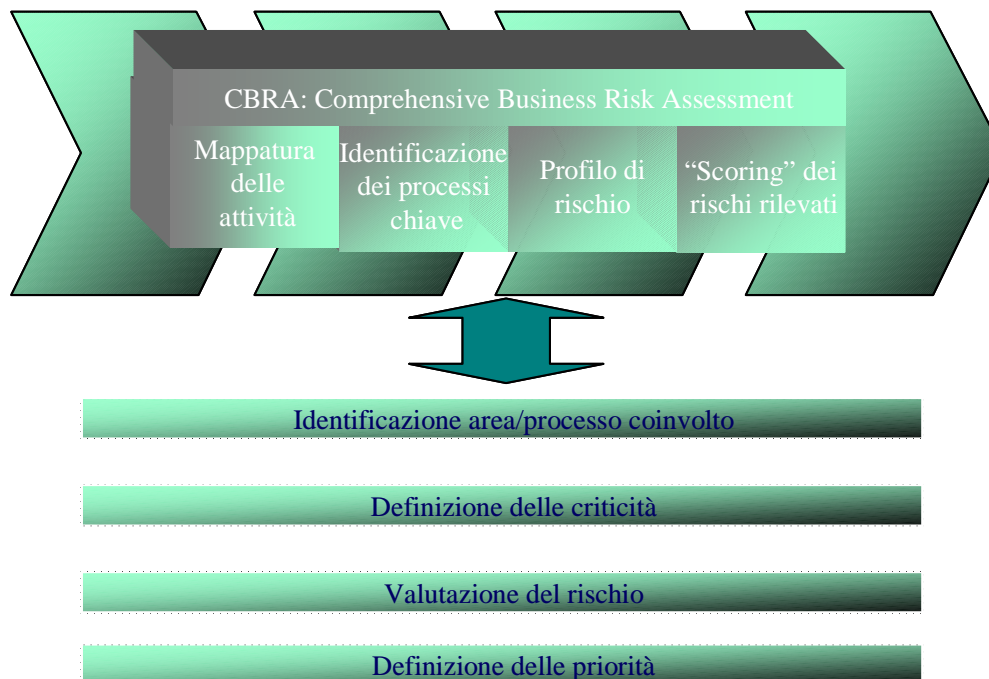 CBRA: Comprehensive Business Risk Assessment
Mappatura
delle
attività
Identificazione
dei processi
chiave
Profilo di
rischio
“Scoring” dei
rischi rilevati
Identificazione area/processo coinvolto
Definizione delle criticità
Valutazione del rischio
Definizione delle priorità